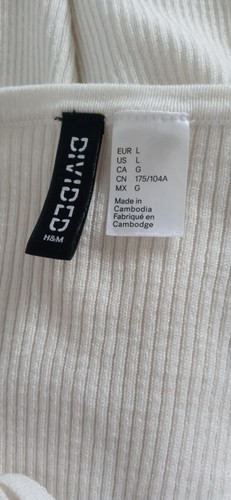 DIVIDED
H&M
EUR L
US L
CA G
CN 175/104A
MX G
Made in
Cambodia
Fabriqué en
Cambodge